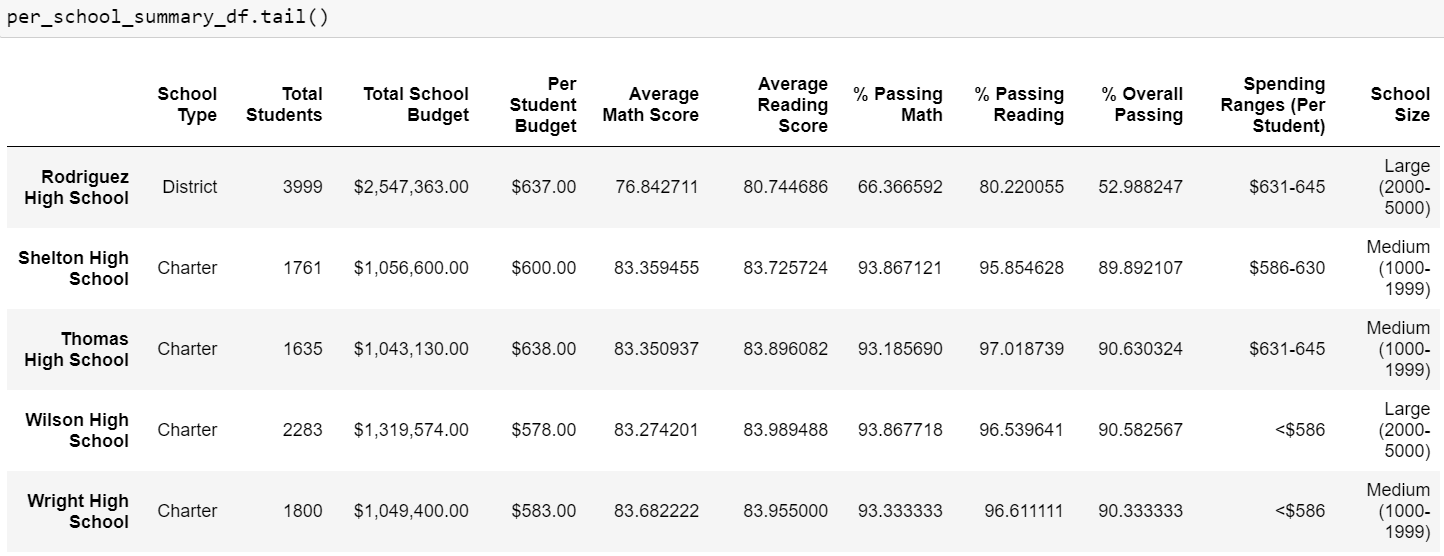 per_school_summary_df.tail()
School Type Total Students Total School Budget Per Student Budget Average Math Score Average Reading Score % Passing Math % Passing Reading % Overall Passing Spending Ranges (Per Student) School Size
Rodriguez High School District 3999 $2,547,363.00 $637.00 76.842711 80.744686 66.366592 80.220055 52.988247 $631-645 Large (2000-5000)
Shelton High School Charter 1761 $1,056,600.00 $600.00 83.359455 83.725724 93.867121 95.854628 89.892107 $586-630 Medium (1000-1999)
Thomas High School Charter 1635 $1,043,130.00 $638.00 83.350937 83.896082 93.185690 97.018739 90.630324 $631-645 Medium (1000-1999)
Wilson High School Charter 2283 $1,319,574.00 $578.00 83.274201 83.989488 93.867718 96.539641 90.582567 <$586 Large (2000-5000)
Wright High School Charter 1800 $1,049,400.00 $583.00 83.682222 83.955000 93.333333 96.611111 90.333333 <$586 Medium (1000-1999)